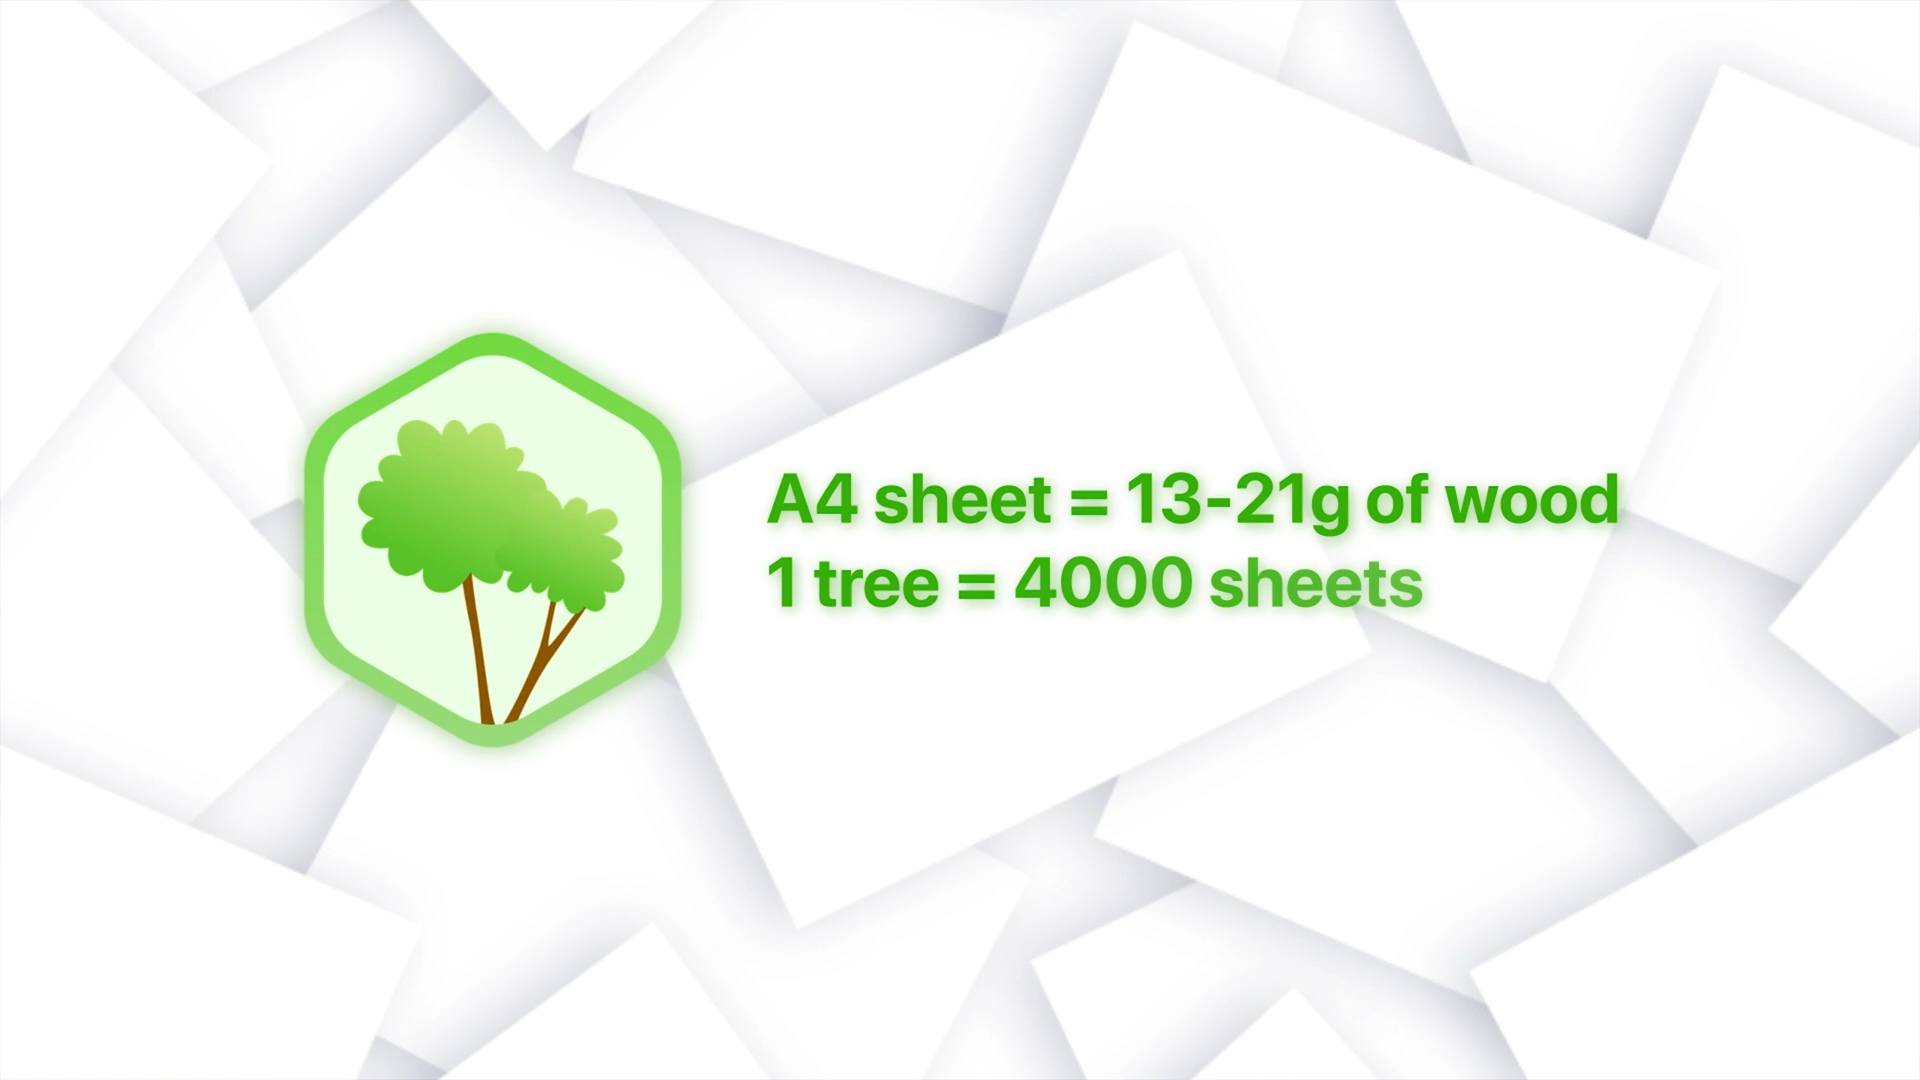 A4 sheet = 13-21g of wood
1 tree = 4000 sheets